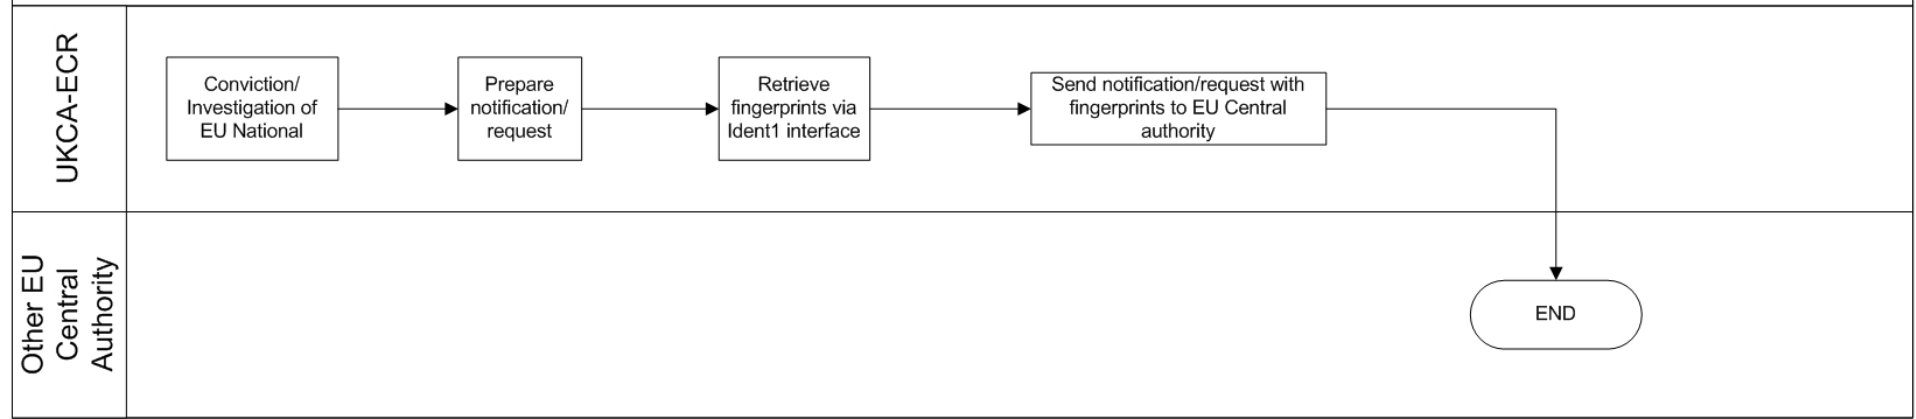 UKCA-ECR
Conviction/
Investigation of
EU National
Prepare
notification/
request
Retrieve
fingerprints via
Ident1 interface
Send notification/request with
fingerprints to EU Central
authority
Other EU
Central
Authority
END